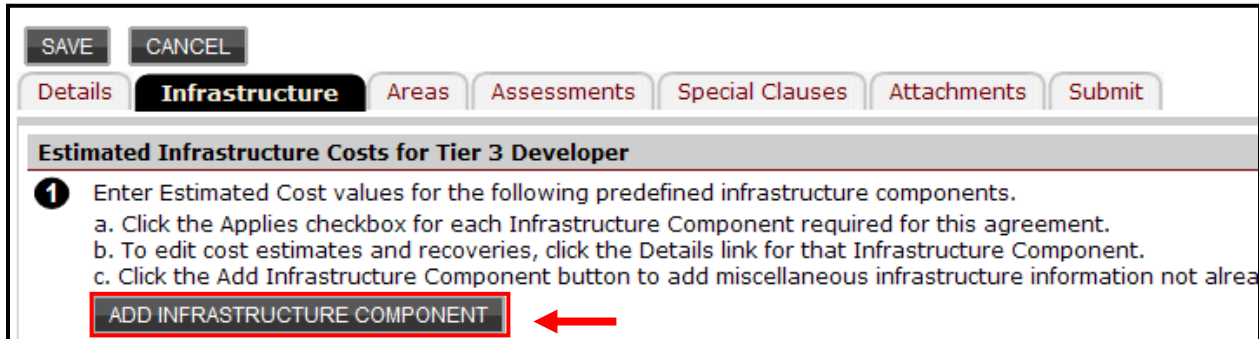 SAVE CANCEL
Details Infrastructure Areas Assessments Special Clauses Attachments Submit
Estimated Infrastructure Costs for Tier 3 Developer
1 Enter Estimated Cost values for the following predefined infrastructure components.
a. Click the Applies checkbox for each Infrastructure Component required for this agreement.
b. To edit cost estimates and recoveries, click the Details link for that Infrastructure Component.
c. Click the Add Infrastructure Component button to add miscellaneous infrastructure information not alrea
ADD INFRASTRUCTURE COMPONENT